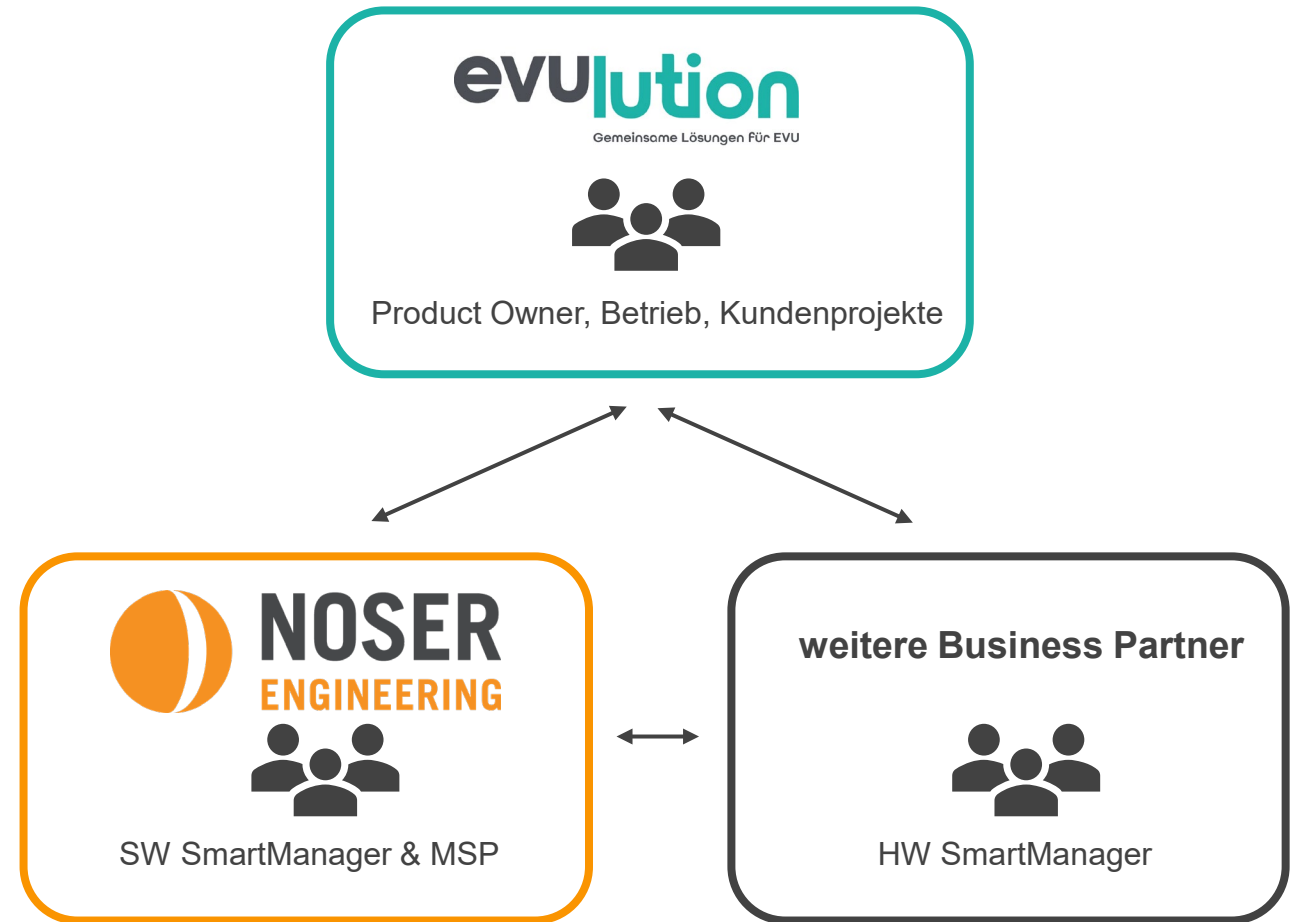 evulution
Gemeinsame Lösungen für EVU
Product Owner, Betrieb, Kundenprojekte
NOSER
ENGINEERING
SW SmartManager & MSP
weitere Business Partner
HW SmartManager